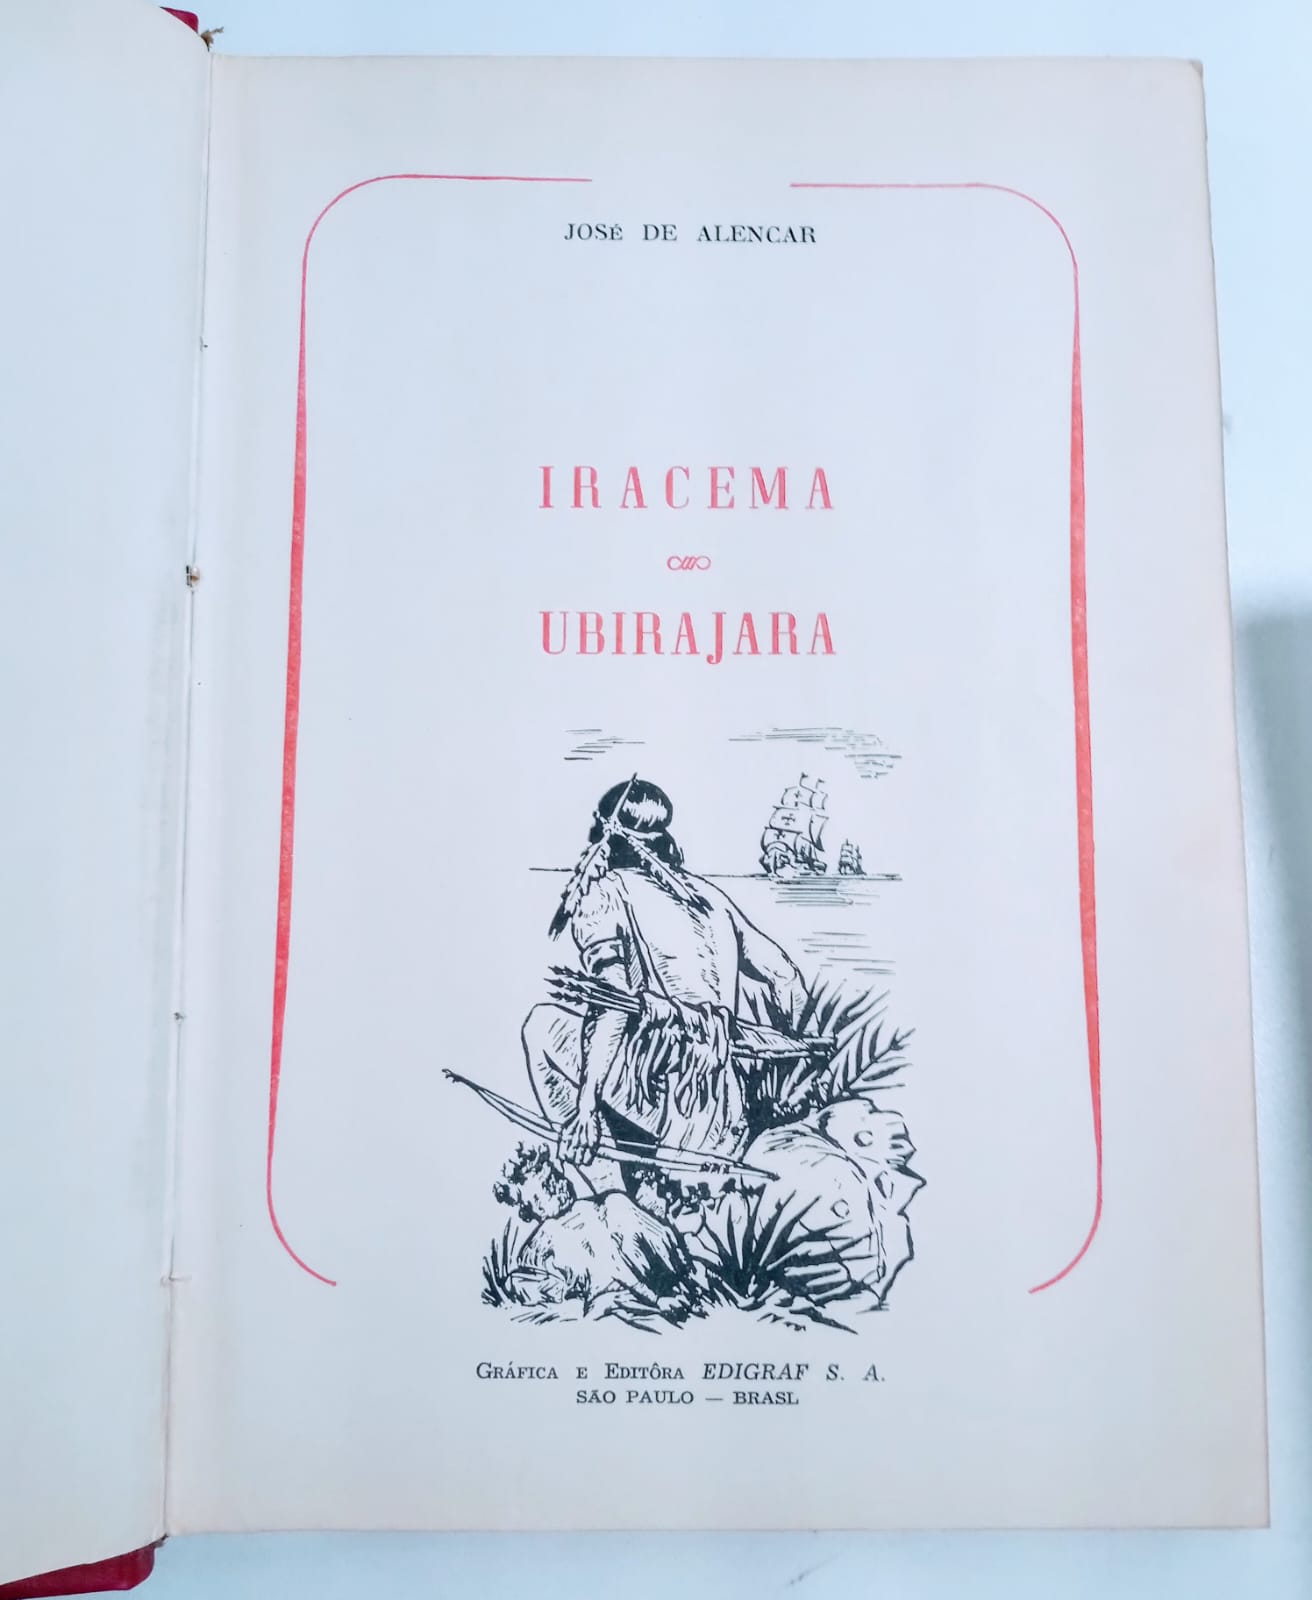 JOSÉ DE ALENCAR
IRACEMA
UBIRAJARA
GRÁFICA E EDITÔRA EDIGRAF S. A.
SÃO PAULO — BRASL